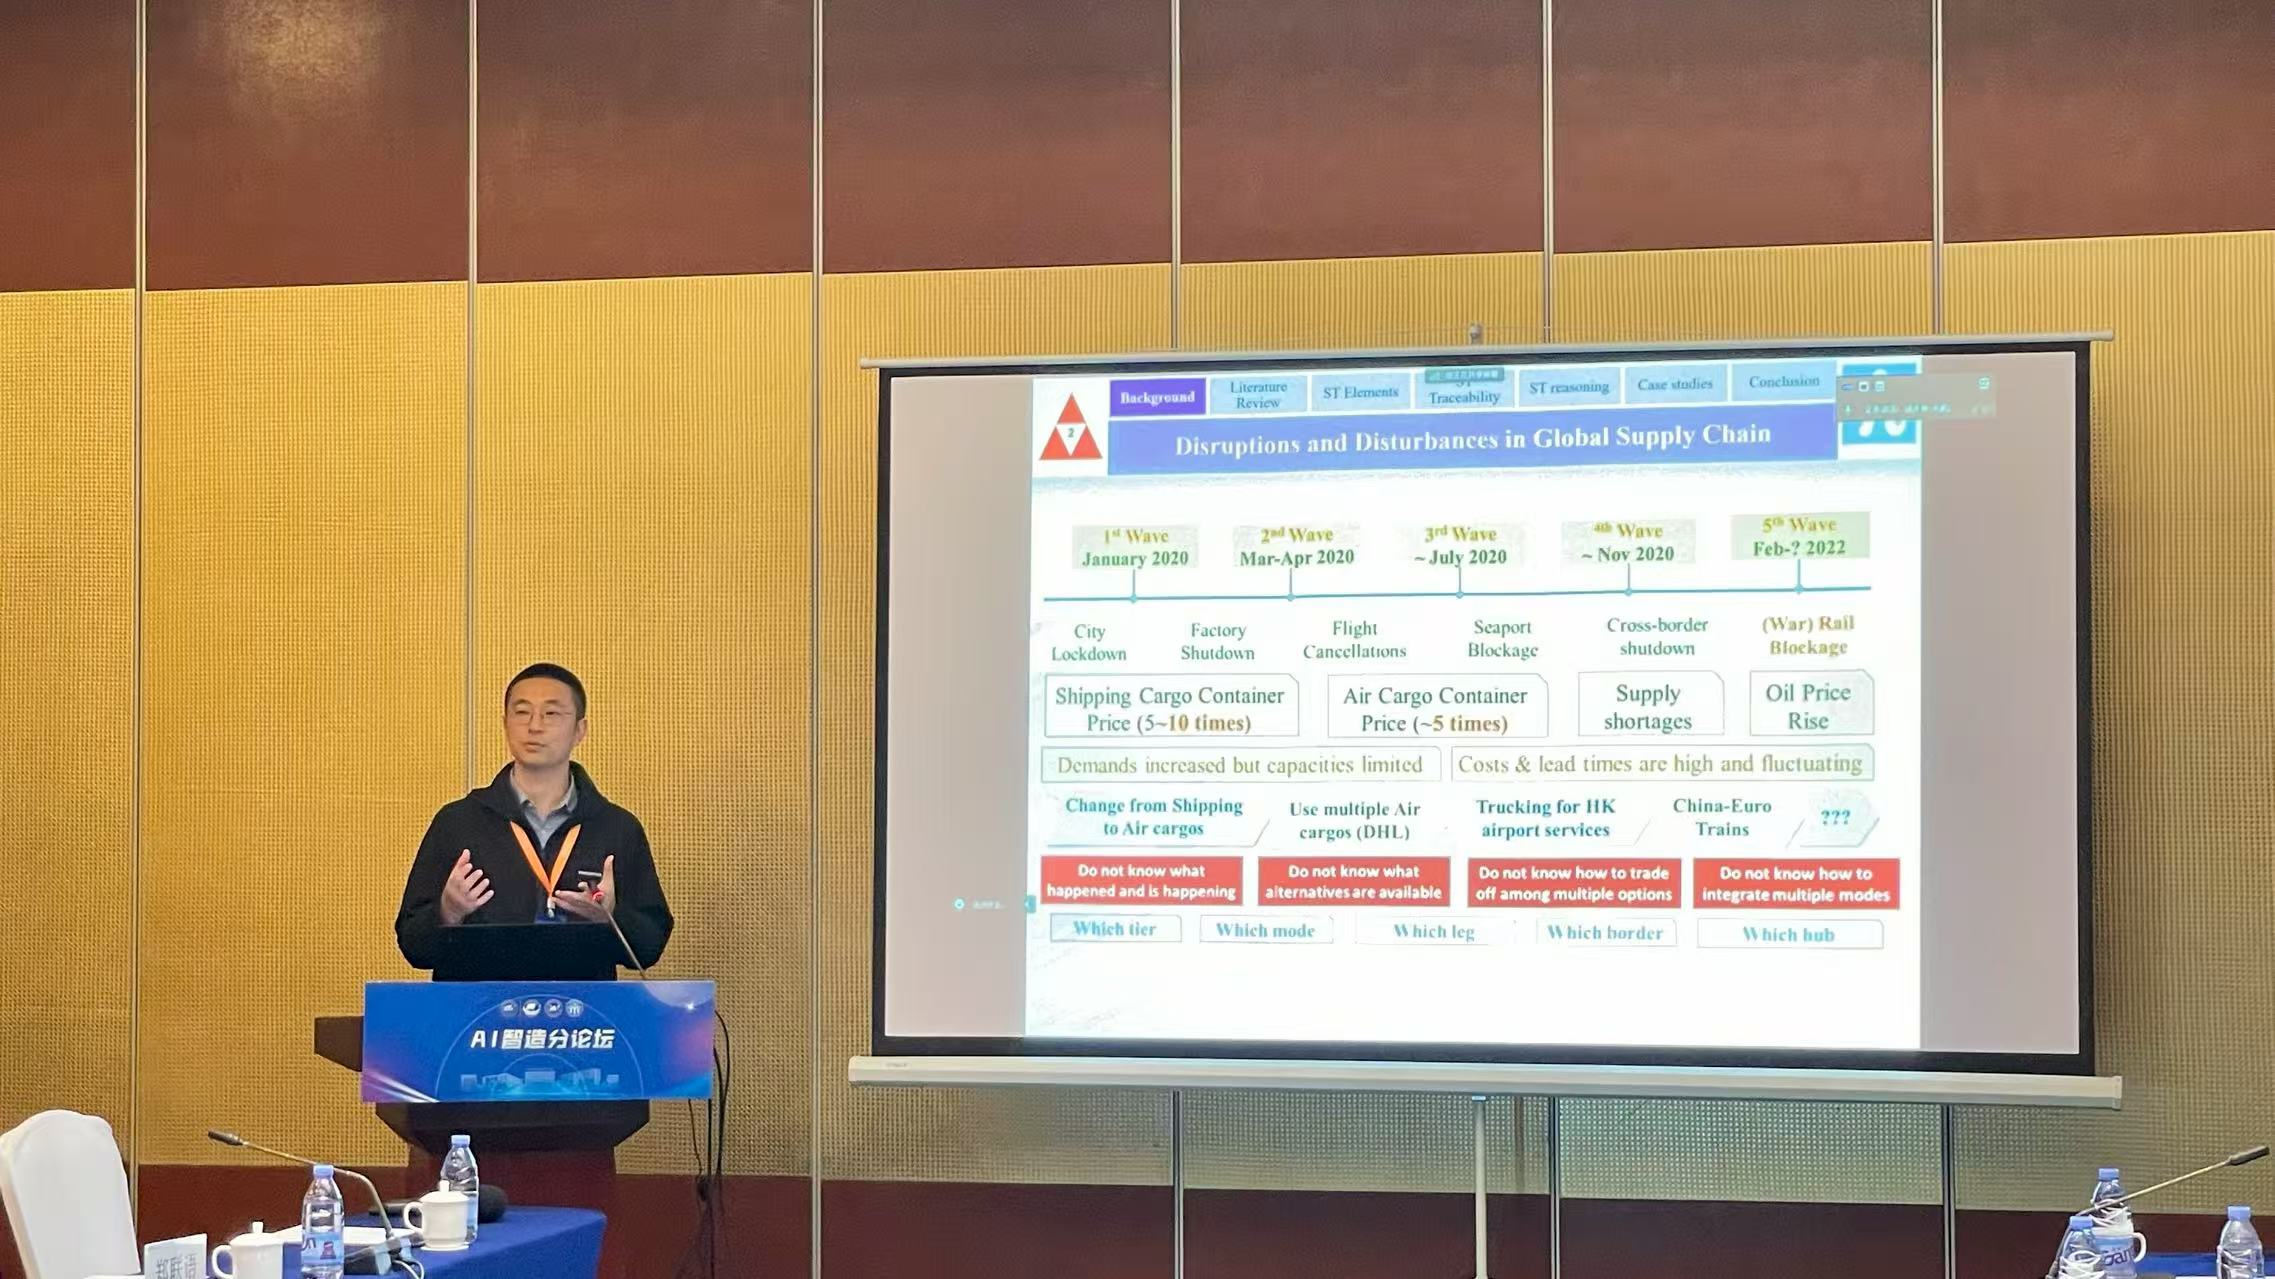 Background
Literature
Review
ST Elements
Traceability
ST reasoning
Case studies
Conclusion
2
Disruptions and Disturbances in Global Supply Chain
1st Wave
January 2020
2nd Wave
Mar-Apr 2020
3rd Wave
~ July 2020
4th Wave
~ Nov 2020
5th Wave
Feb-? 2022
City
Lockdown
Factory
Shutdown
Flight
Cancellations
Seaport
Blockage
Cross-border
shutdown
(War) Rail
Blockage
Shipping Cargo Container
Price (5~10 times)
Air Cargo Container
Price (~5 times)
Supply
shortages
Oil Price
Rise
Demands increased but capacities limited
Costs & lead times are high and fluctuating
Change from Shipping
to Air cargos
Use multiple Air
cargos (DHL)
Trucking for HK
airport services
China-Euro
Trains
???
Do not know what
happened and is happening
Do not know what
alternatives are available
Do not know how to trade
off among multiple options
Do not know how to
integrate multiple modes
Which tier
Which mode
Which leg
Which border
Which hub
AI智造分论坛